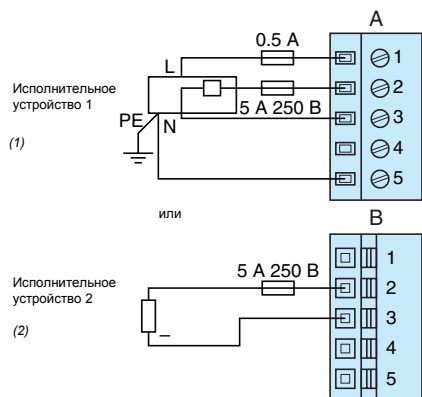 A
L
0.5 A
1
Исполнительное
устройство 1
2
PE
N
5 A 250 B
3
(1)
4
5
или
B
1
Исполнительное
устройство 2
5 A 250 B
2
(2)
–
3
4
5